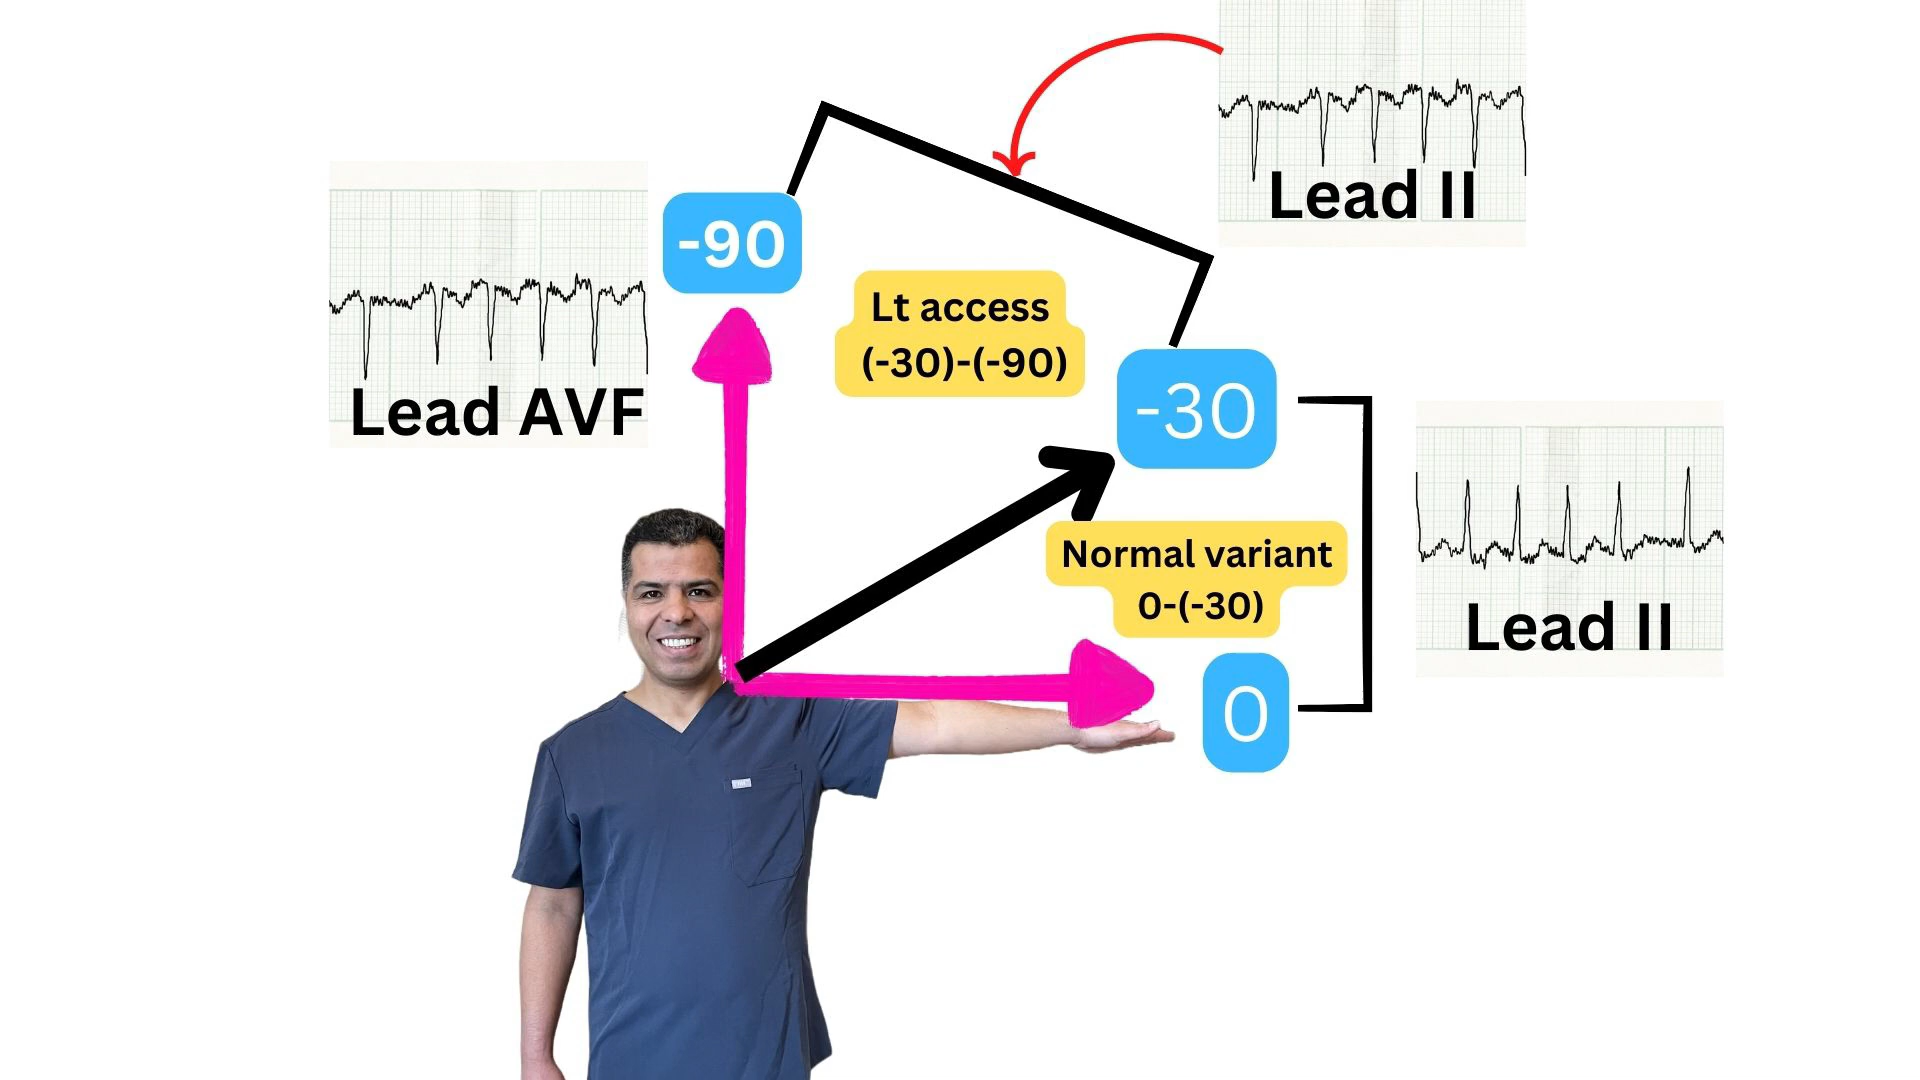 Lead II
-90
Lt access
(-30)-(-90)
Lead AVF
-30
Normal variant
0-(-30)
Lead II
0